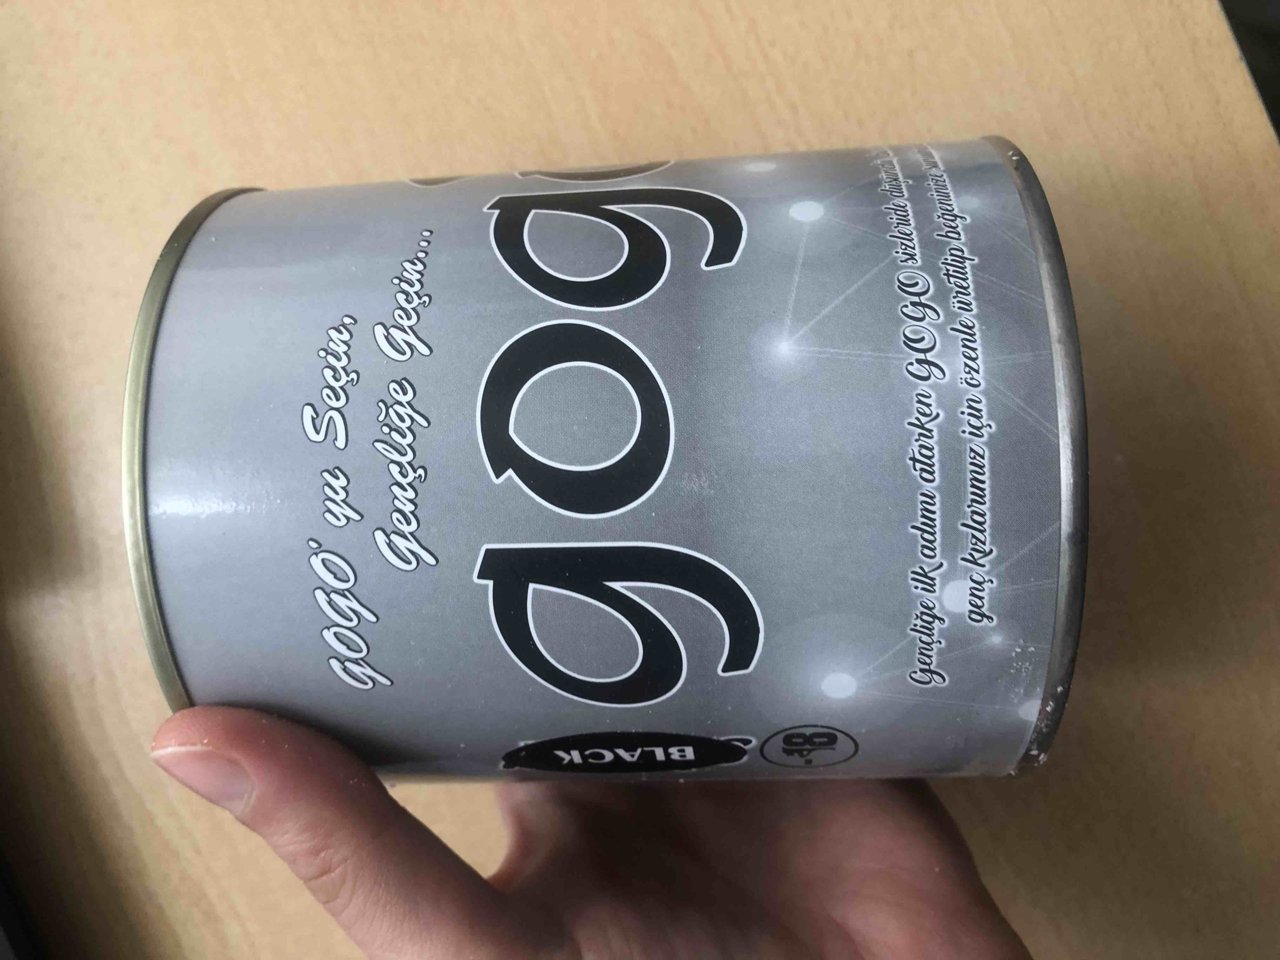 GOGO' yu Seçin,
Gençliğe Geçin...
gogo
Gençliğe ilk adımı atarken GOGO sizleride
genç kızlarımız için özenle üretilip beğeninize
BLACK
18